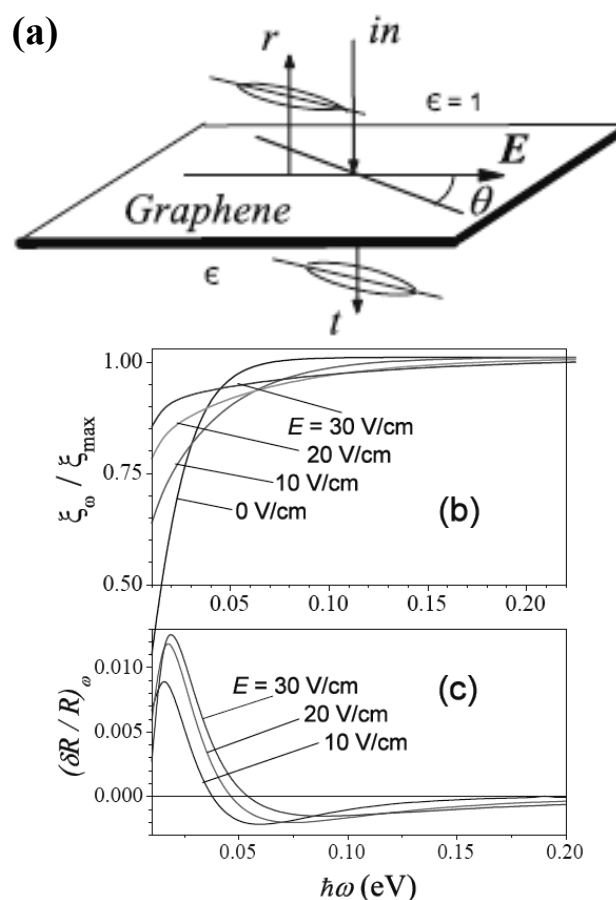 (a)
r
in
ϵ = 1
E
θ
Graphene
ϵ
t
1.00
0.75
0.50
ξω / ξmax
E = 30 V/cm
20 V/cm
10 V/cm
0 V/cm
(b)
0.05 0.10 0.15 0.20
0.010
0.005
0.000
(δR / R)ω
E = 30 V/cm
20 V/cm
10 V/cm
(c)
0.05 0.10 0.15 0.20
ħω (eV)